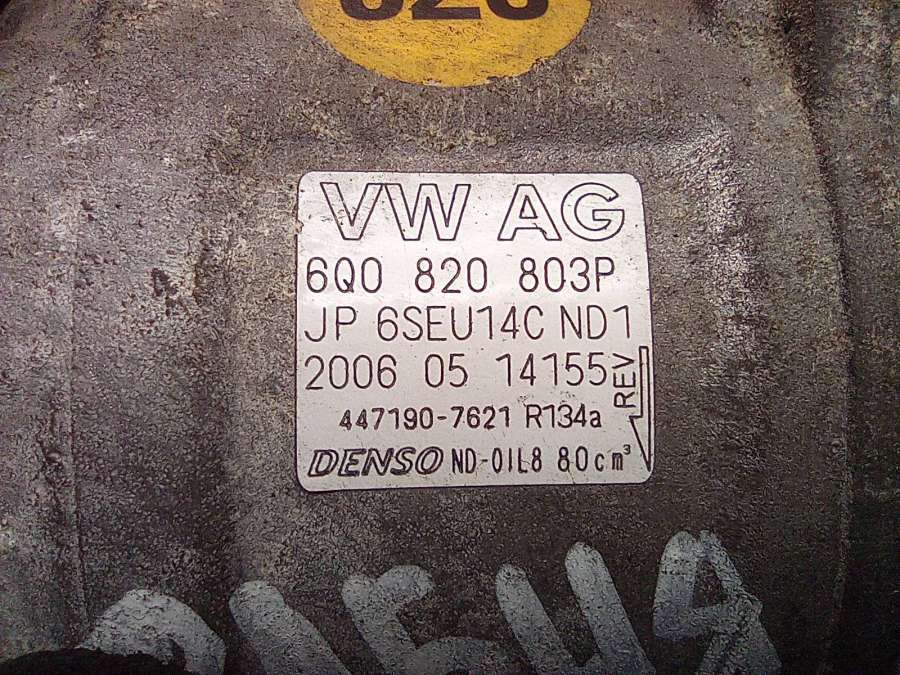 VW AG
6Q0 820 803P
JP 6SEU14C ND1
2006 05 14155
REV
447190-7621 R134a
DENSO ND-OIL8 80cm³